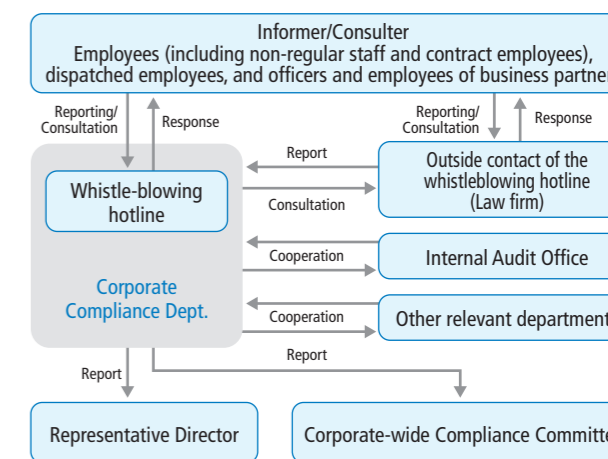 Informer/Consulter
Employees (including non-regular staff and contract employees),
dispatched employees, and officers and employees of business partner
Reporting/
Consultation
Response
Reporting/
Consultation
Response
Whistle-blowing
hotline
Report
Consultation
Outside contact of the
whistleblowing hotline
(Law firm)
Cooperation
Internal Audit Office
Corporate
Compliance Dept.
Cooperation
Other relevant department
Report
Report
Representative Director
Corporate-wide Compliance Committe